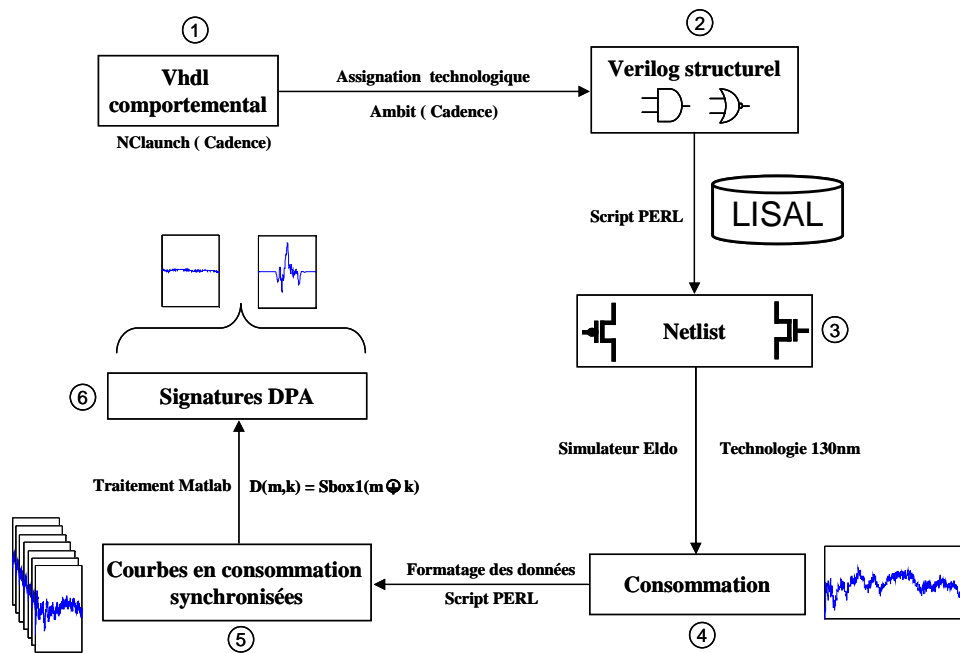 1
Vhdl
comportemental
NClaunch ( Cadence)
Assignation technologique
Ambit ( Cadence)
2
Verilog structurel
Script PERL
LISAL
Netlist
3
Simulateur Eldo
Technologie 130nm
Consommation
4
Formatage des données
Script PERL
Courbes en consommation
synchronisées
5
Traitement Matlab
D(m,k) = Sbox1(m ⊕ k)
6
Signatures DPA